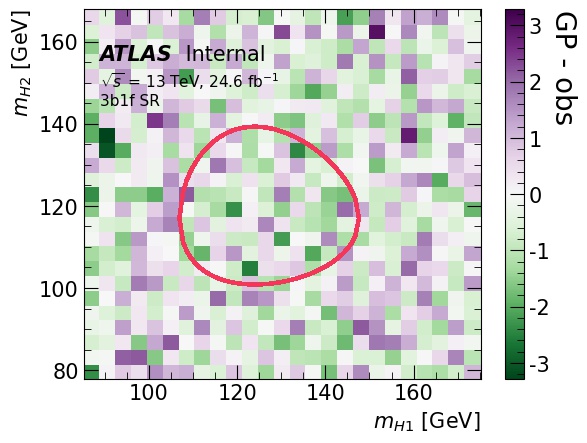 ATLAS Internal
√s = 13 TeV, 24.6 fb⁻¹
3b1f SR
m_H2 [GeV]
160
140
120
100
80
100 120 140 160
m_H1 [GeV]
3
2
1
0
-1
-2
-3
GP - obs